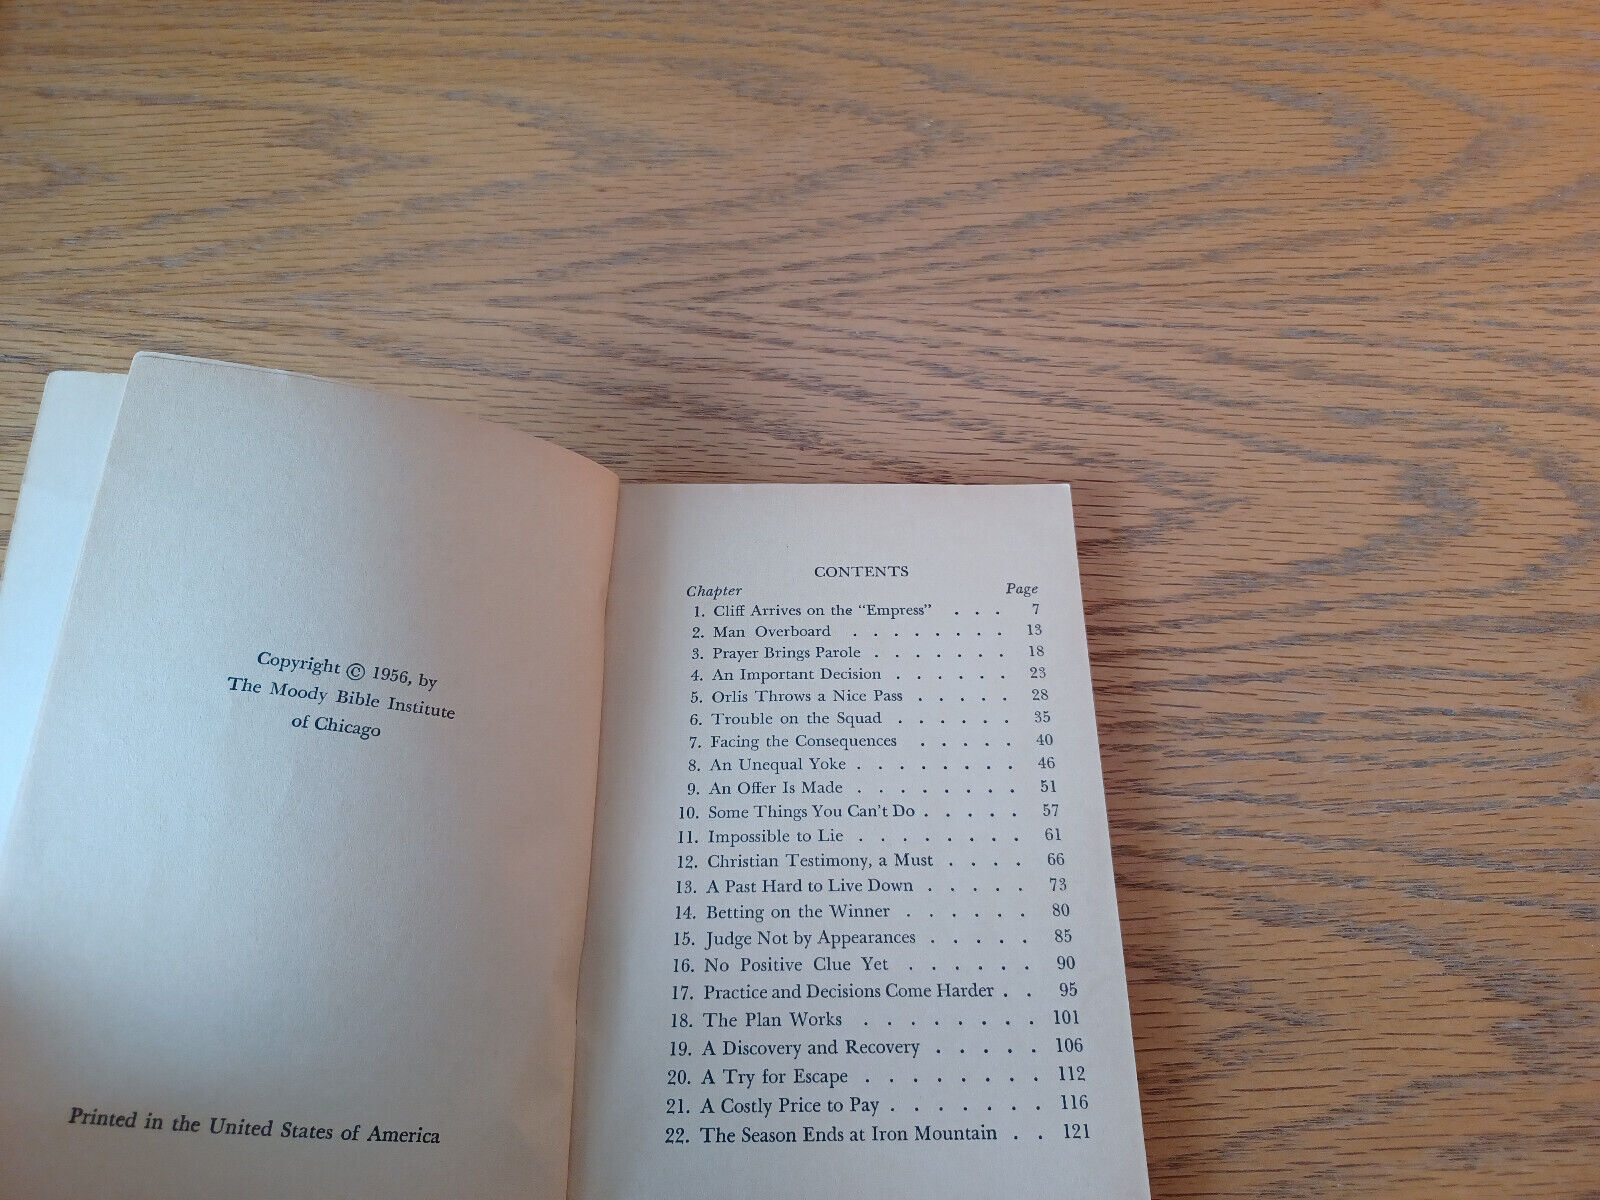 Copyright © 1956, by
The Moody Bible Institute
of Chicago
Printed in the United States of America
CONTENTS
Chapter Page
1. Cliff Arrives on the “Empress” . . . 7
2. Man Overboard . . . . . . . . 13
3. Prayer Brings Parole . . . . . . . 18
4. An Important Decision . . . . . . 23
5. Orlis Throws a Nice Pass . . . . . 28
6. Trouble on the Squad . . . . . . 35
7. Facing the Consequences . . . . . 40
8. An Unequal Yoke . . . . . . . . 46
9. An Offer Is Made . . . . . . . . 51
10. Some Things You Can't Do . . . . . 57
11. Impossible to Lie . . . . . . . . 61
12. Christian Testimony, a Must . . . . 66
13. A Past Hard to Live Down . . . . . 73
14. Betting on the Winner . . . . . . 80
15. Judge Not by Appearances . . . . . 85
16. No Positive Clue Yet . . . . . . 90
17. Practice and Decisions Come Harder . . 95
18. The Plan Works . . . . . . . . 101
19. A Discovery and Recovery . . . . . 106
20. A Try for Escape . . . . . . . . 112
21. A Costly Price to Pay . . . . . . . 116
22. The Season Ends at Iron Mountain . . 121